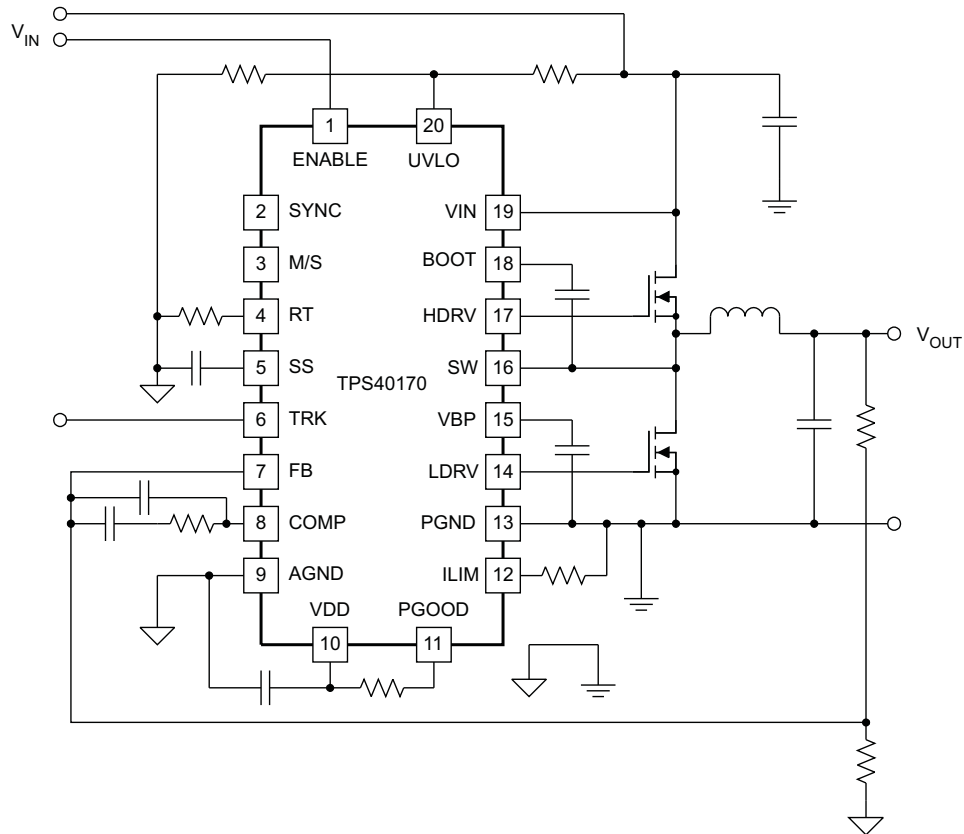 V_IN
1
20
ENABLE
UVLO
2 SYNC
VIN 19
3 M/S
BOOT 18
4 RT
HDRV 17
5 SS
SW 16
TPS40170
V_OUT
6 TRK
VBP 15
7 FB
LDRV 14
8 COMP
PGND 13
9 AGND
ILIM 12
VDD
PGOOD
10
11